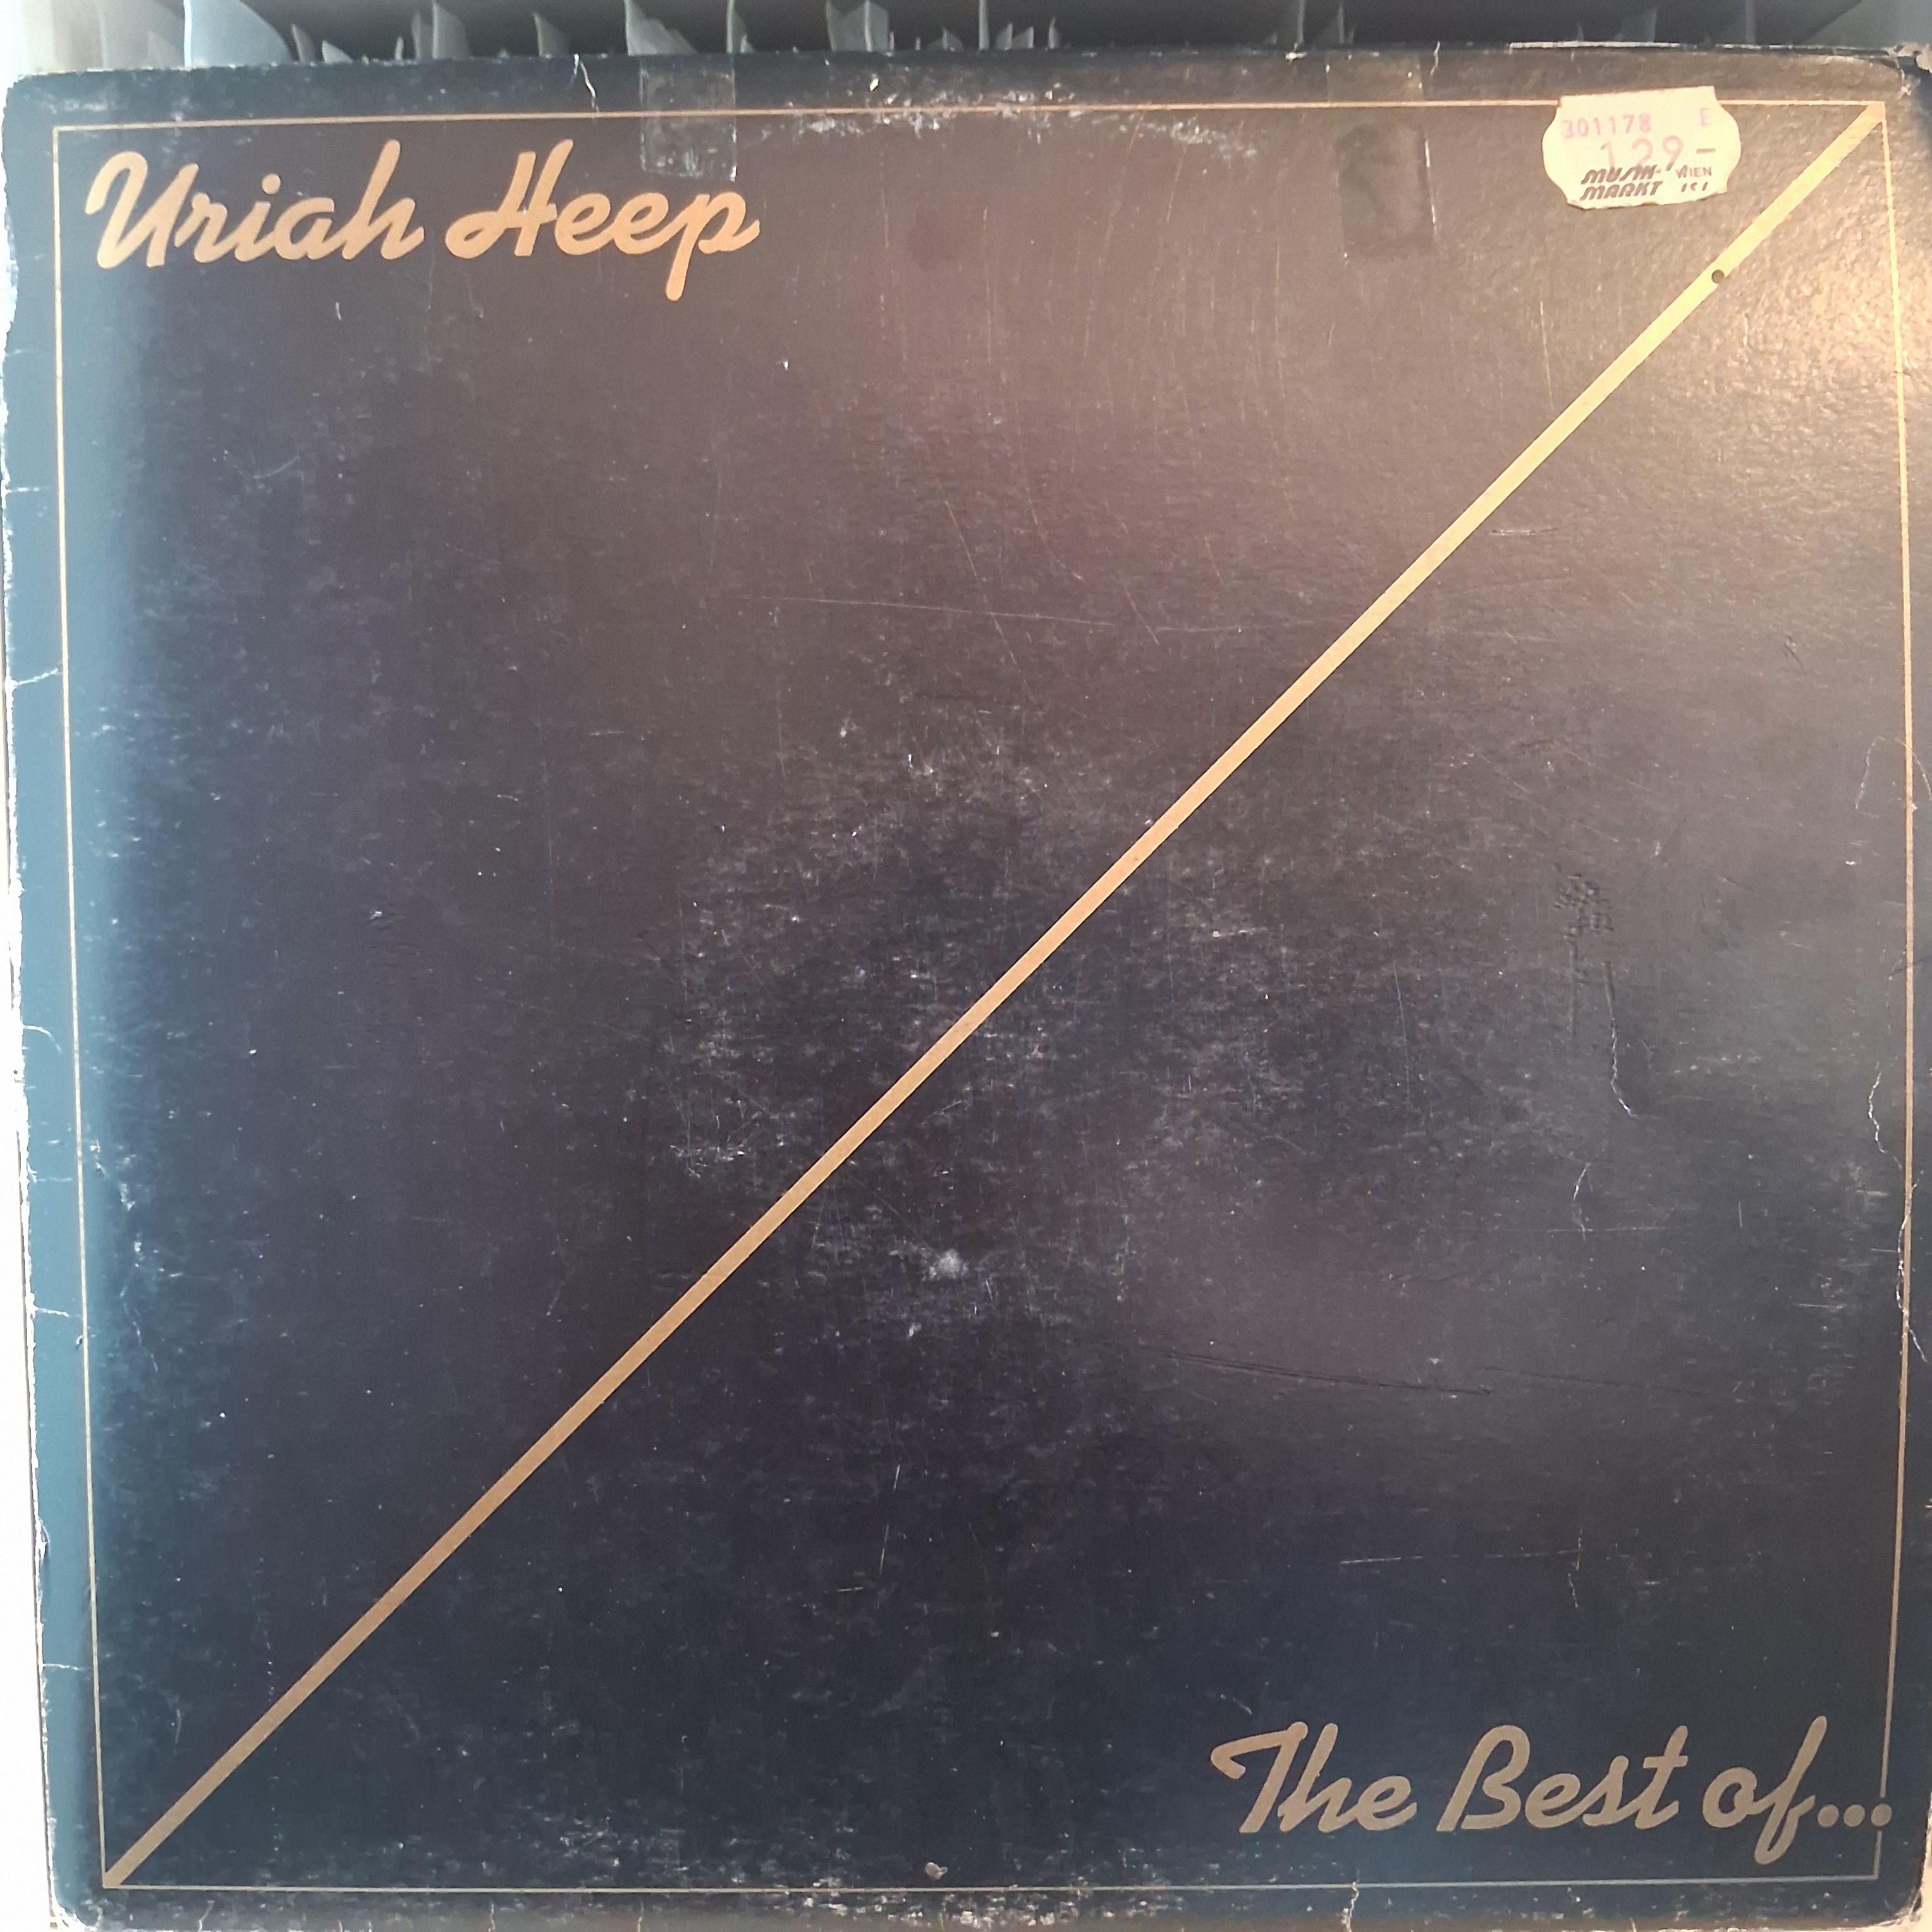 Uriah Heep
301178 E
129-
MUSIK- WIEN
MARKT
The Best of...